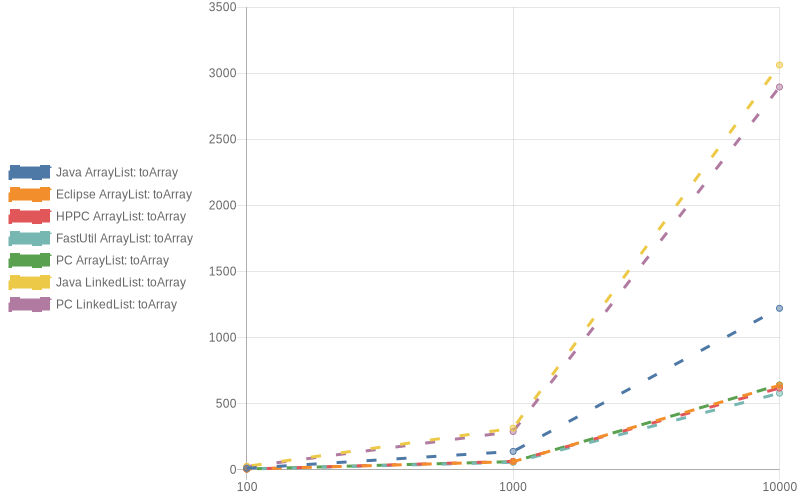 3500
3000
2500
2000
1500
1000
500
0
100
1000
10000
Java ArrayList: toArray
Eclipse ArrayList: toArray
HPPC ArrayList: toArray
FastUtil ArrayList: toArray
PC ArrayList: toArray
Java LinkedList: toArray
PC LinkedList: toArray